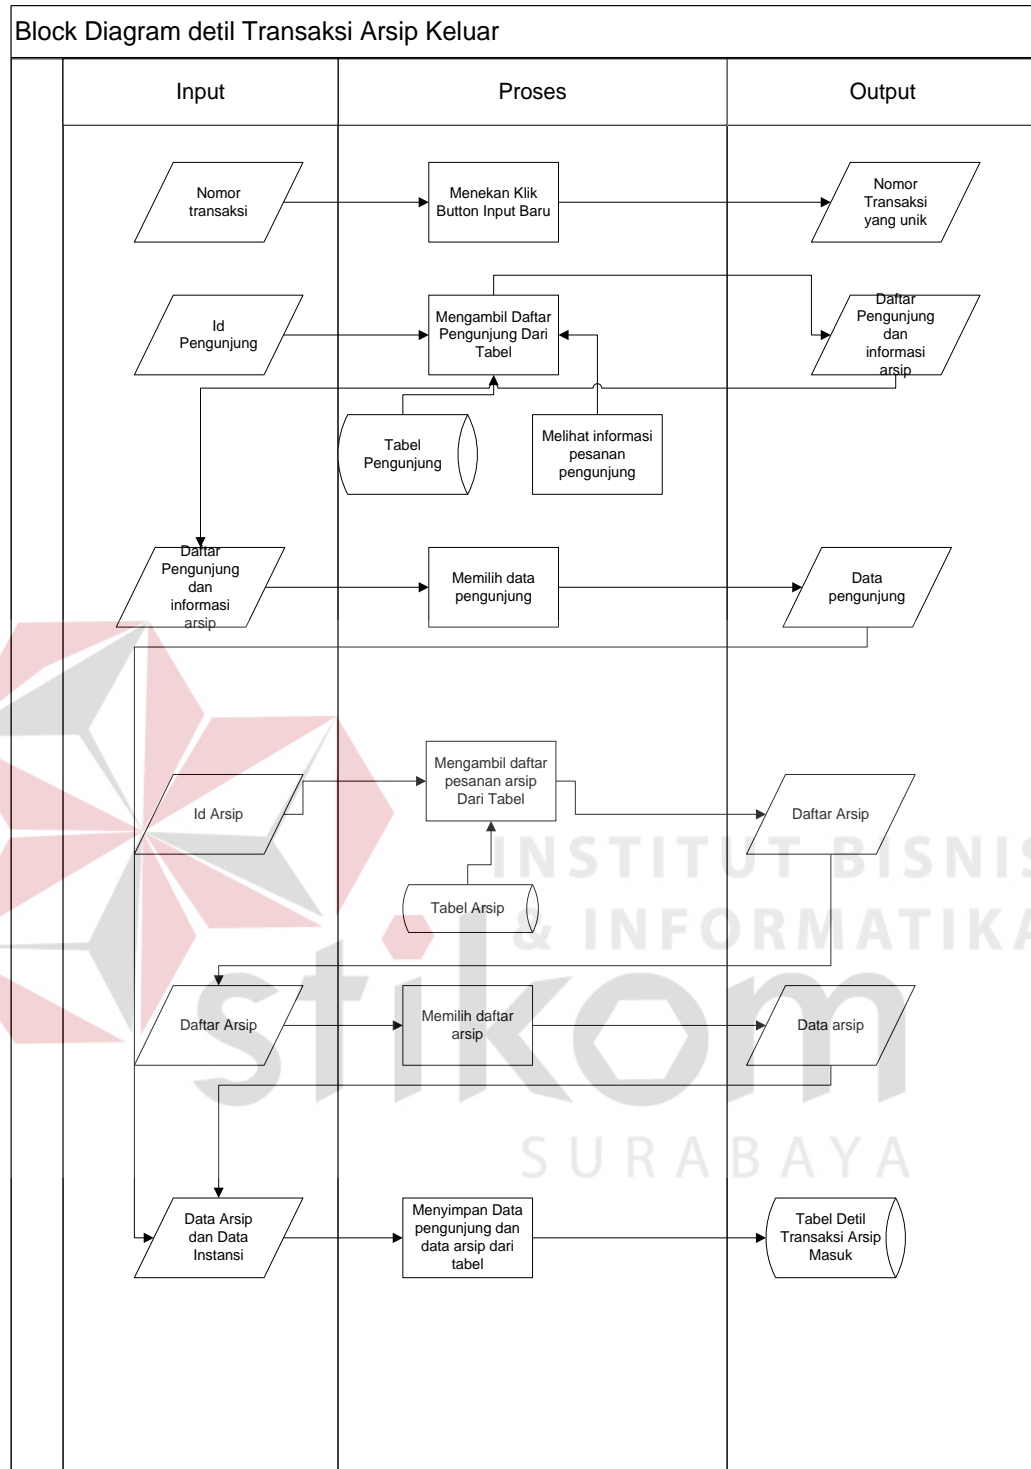 Block Diagram detil Transaksi Arsip Keluar
Input
Proses
Output
Nomor
transaksi
Menekan Klik
Button Input Baru
Nomor
Transaksi
yang unik
Id
Pengunjung
Mengambil Daftar
Pengunjung Dari
Tabel
Daftar
Pengunjung
dan
informasi
arsip
Tabel
Pengunjung
Melihat informasi
pesanan
pengunjung
Daftar
Pengunjung
dan
informasi
arsip
Memilih data
pengunjung
Data
pengunjung
Id Arsip
Mengambil daftar
pesanan arsip
Dari Tabel
Daftar Arsip
Tabel Arsip
INSTITUT BISNIS
& INFORMATIKA
stikom
SURABAYA
Daftar Arsip
Memilih daftar
arsip
Data arsip
Data Arsip
dan Data
Instansi
Menyimpan Data
pengunjung dan
data arsip dari
tabel
Tabel Detil
Transaksi Arsip
Masuk